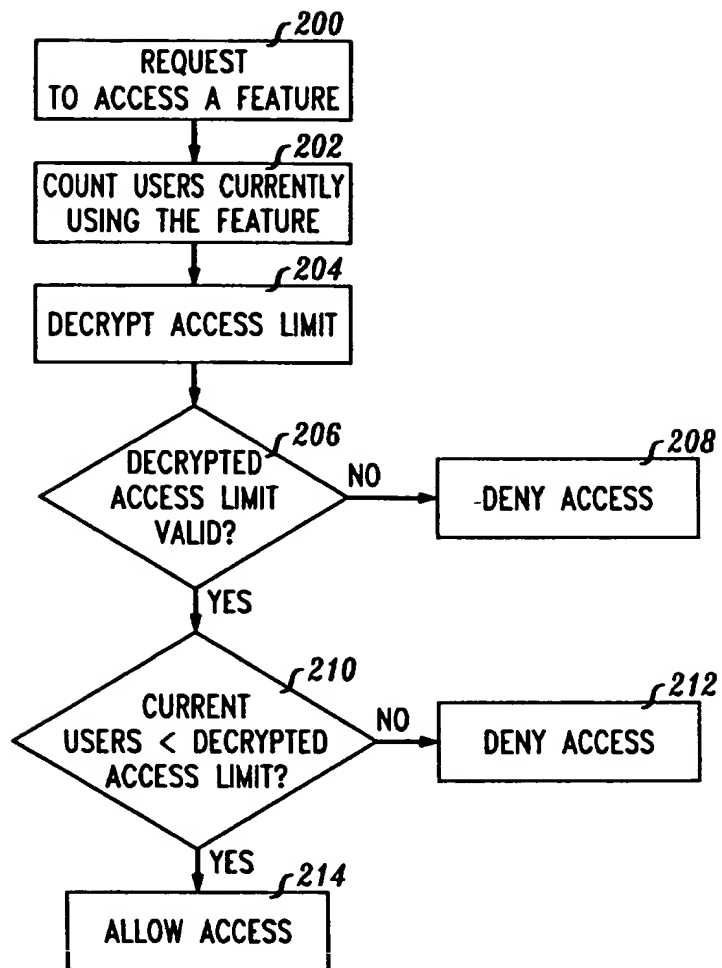 200
REQUEST
TO ACCESS A FEATURE
202
COUNT USERS CURRENTLY
USING THE FEATURE
204
DECRYPT ACCESS LIMIT
206
DECRYPTED
ACCESS LIMIT
VALID?
NO
208
DENY ACCESS
YES
210
CURRENT
USERS < DECRYPTED
ACCESS LIMIT?
NO
212
DENY ACCESS
YES
214
ALLOW ACCESS